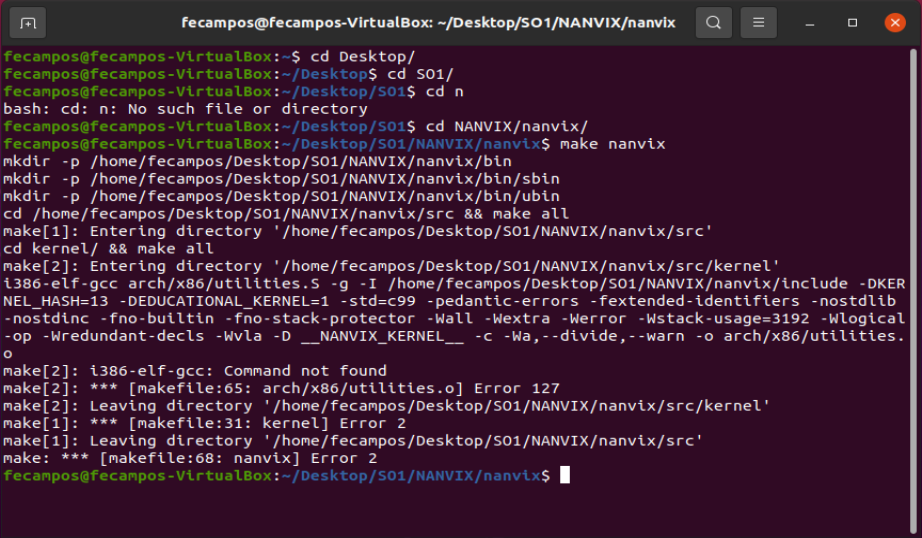 fecampos@fecampos-VirtualBox: ~/Desktop/SO1/NANVIX/nanvix
fecampos@fecampos-VirtualBox:~$ cd Desktop/
fecampos@fecampos-VirtualBox:~/Desktop$ cd SO1/
fecampos@fecampos-VirtualBox:~/Desktop/SO1$ cd n
bash: cd: n: No such file or directory
fecampos@fecampos-VirtualBox:~/Desktop/SO1$ cd NANVIX/nanvix/
fecampos@fecampos-VirtualBox:~/Desktop/SO1/NANVIX/nanvix$ make nanvix
mkdir -p /home/fecampos/Desktop/SO1/NANVIX/nanvix/bin
mkdir -p /home/fecampos/Desktop/SO1/NANVIX/nanvix/bin/sbin
mkdir -p /home/fecampos/Desktop/SO1/NANVIX/nanvix/bin/ubin
cd /home/fecampos/Desktop/SO1/NANVIX/nanvix/src && make all
make[1]: Entering directory '/home/fecampos/Desktop/SO1/NANVIX/nanvix/src'
cd kernel/ && make all
make[2]: Entering directory '/home/fecampos/Desktop/SO1/NANVIX/nanvix/src/kernel'
i386-elf-gcc arch/x86/utilities.S -g -I /home/fecampos/Desktop/SO1/NANVIX/nanvix/include -DKER
NEL_HASH=13 -DEDUCATIONAL_KERNEL=1 -std=c99 -pedantic-errors -fextended-identifiers -nostdlib
-nostdinc -fno-builtin -fno-stack-protector -Wall -Wextra -Werror -Wstack-usage=3192 -Wlogical
-op -Wredundant-decls -Wvla -D __NANVIX_KERNEL__ -c -Wa,--divide,--warn -o arch/x86/utilities.
o
make[2]: i386-elf-gcc: Command not found
make[2]: *** [makefile:65: arch/x86/utilities.o] Error 127
make[2]: Leaving directory '/home/fecampos/Desktop/SO1/NANVIX/nanvix/src/kernel'
make[1]: *** [makefile:31: kernel] Error 2
make[1]: Leaving directory '/home/fecampos/Desktop/SO1/NANVIX/nanvix/src'
make: *** [makefile:68: nanvix] Error 2
fecampos@fecampos-VirtualBox:~/Desktop/SO1/NANVIX/nanvix$